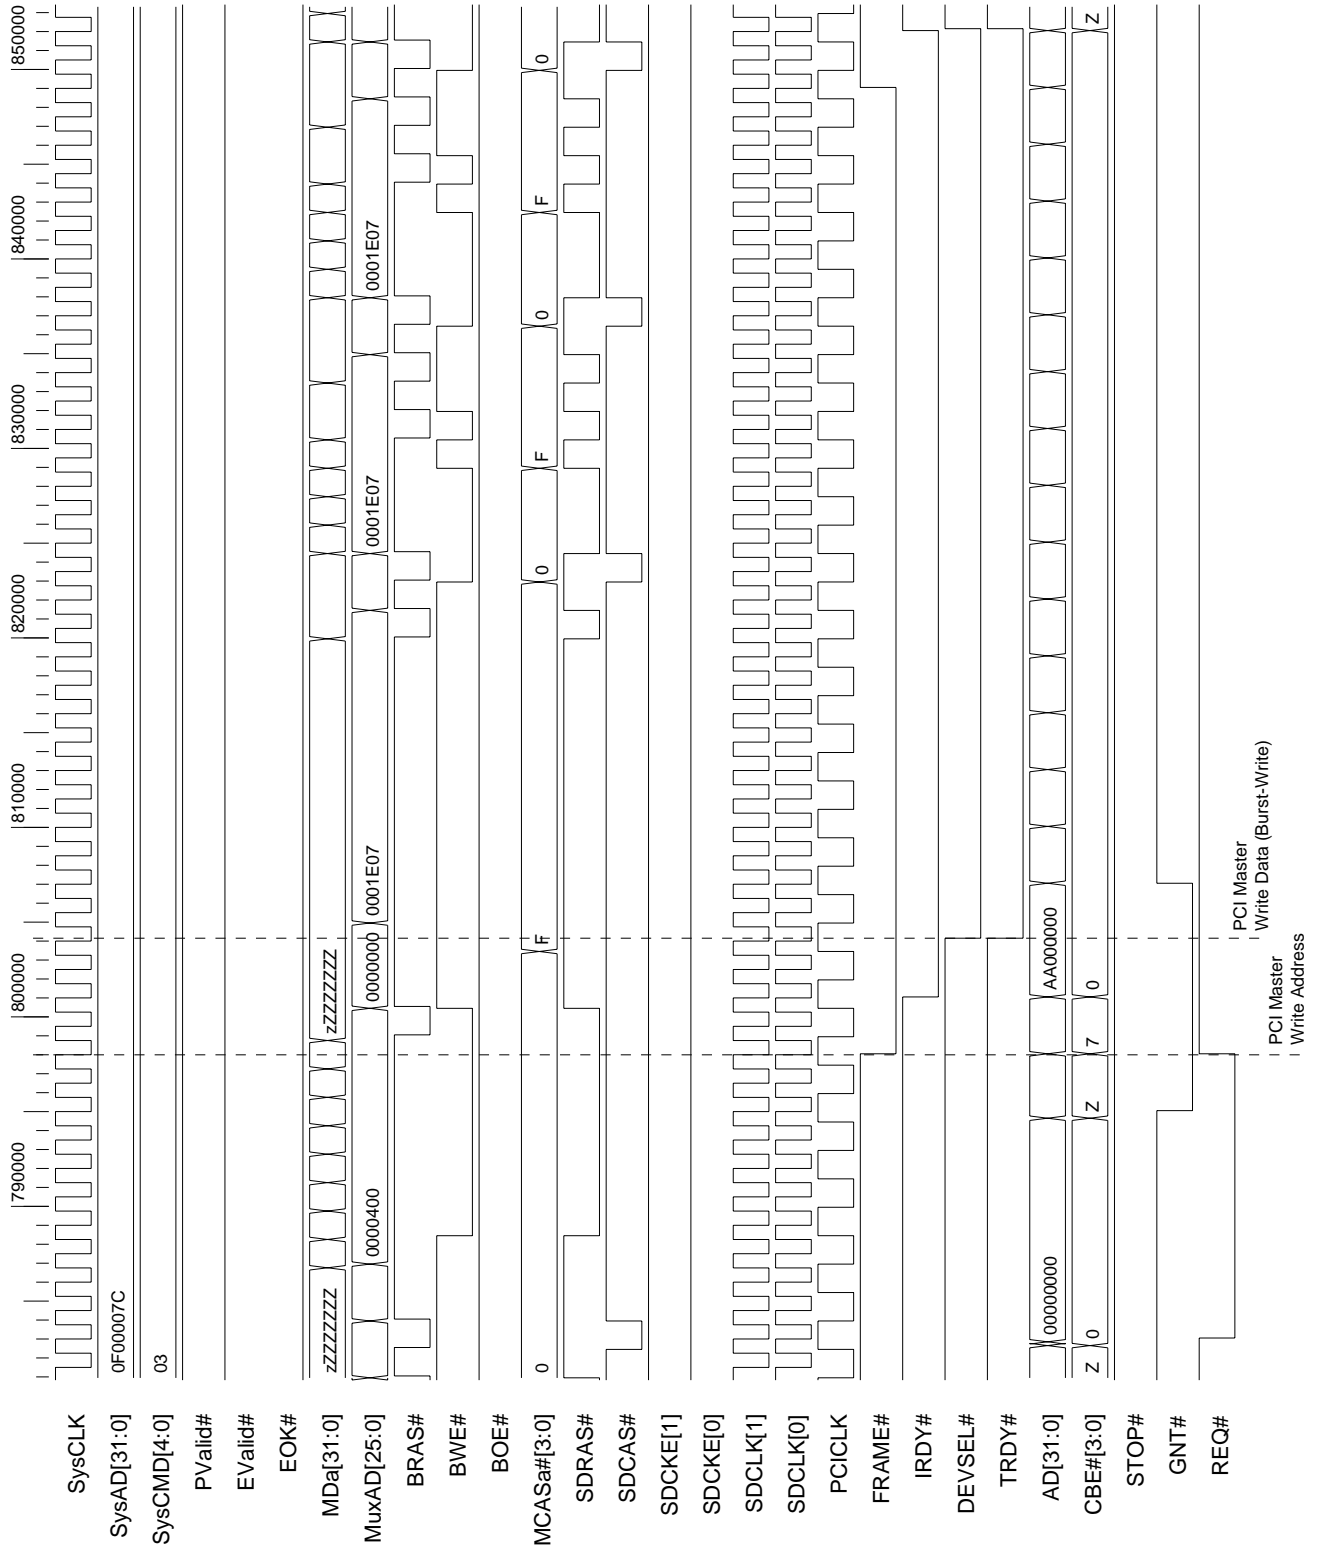 790000 800000 810000 820000 830000 840000 850000
SysCLK
SysAD[31:0] 0F00007C
SysCMD[4:0] 03
PValid#
EValid#
EOK#
MDa[31:0] zZZZZZZZ zZZZZZZZ
MuxAD[25:0] 0000400 0000000 0001E07 0001E07 0001E07
BRAS#
BWE#
BOE#
MCASa#[3:0] 0 F 0 F 0 F 0
SDRAS#
SDCAS#
SDCKE[1]
SDCKE[0]
SDCLK[1]
SDCLK[0]
PCICLK
FRAME#
IRDY#
DEVSEL#
TRDY#
AD[31:0] 00000000 AA000000
CBE#[3:0] Z 0 Z 7 0 Z
STOP#
GNT#
REQ#
PCI Master
Write Data (Burst-Write)
PCI Master
Write Address